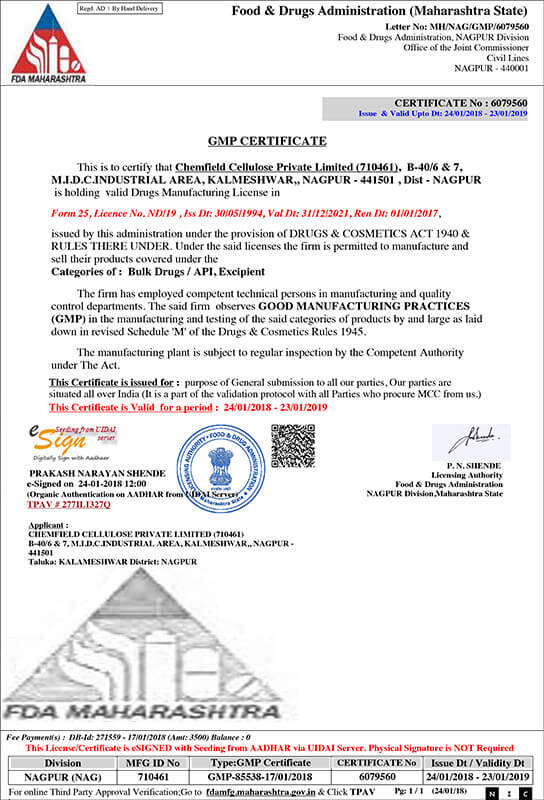 Regd. AD | By Hand Delivery
FDA MAHARASHTRA
Food & Drugs Administration (Maharashtra State)
Letter No: MH/NAG/GMP/6079560
Food & Drugs Administration, NAGPUR Division
Office of the Joint Commissioner
Civil Lines
NAGPUR - 440001
CERTIFICATE No : 6079560
Issue & Valid Upto Dt: 24/01/2018 - 23/01/2019
GMP CERTIFICATE
This is to certify that Chemfield Cellulose Private Limited (710461), B-40/6 & 7,
M.I.D.C.INDUSTRIAL AREA, KALMESHWAR,, NAGPUR - 441501 , Dist - NAGPUR
is holding valid Drugs Manufacturing License in
Form 25, Licence No. ND/19 , Iss Dt: 30/05/1994, Val Dt: 31/12/2021, Ren Dt: 01/01/2017,
issued by this administration under the provision of DRUGS & COSMETICS ACT 1940 &
RULES THERE UNDER. Under the said licenses the firm is permitted to manufacture and
sell their products covered under the
Categories of : Bulk Drugs / API, Excipient
The firm has employed competent technical persons in manufacturing and quality
control departments. The said firm observes GOOD MANUFACTURING PRACTICES
(GMP) in the manufacturing and testing of the said categories of products by and large as laid
down in revised Schedule 'M' of the Drugs & Cosmetics Rules 1945.
The manufacturing plant is subject to regular inspection by the Competent Authority
under The Act.
This Certificate is issued for : purpose of General submission to all our parties, Our parties are
situated all over India (It is a part of the validation protocol with all Parties who procure MCC from us.)
This Certificate is Valid for a period : 24/01/2018 - 23/01/2019
eSign
Seeding from UIDAI
server
Digitally Sign with Aadhaar
LICENSING AUTHORITY • FOOD & DRUG ADMINISTRATION
Maharashtra State
Shende.
PRAKASH NARAYAN SHENDE
e-Signed on 24-01-2018 12:00
(Organic Authentication on AADHAR from UIDAI Server)
TPAV # 277ILI327Q
P. N. SHENDE
Licensing Authority
Food & Drugs Administration
NAGPUR Division,Maharashtra State
Applicant :
CHEMFIELD CELLULOSE PRIVATE LIMITED (710461)
B-40/6 & 7, M.I.D.C.INDUSTRIAL AREA, KALMESHWAR,, NAGPUR -
441501
Taluka: KALAMESHWAR District: NAGPUR
FDA MAHARASHTRA
Fee Payment(s) : DB-Id: 271559 - 17/01/2018 (Amt: 3500) Balance : 0
This License/Certificate is eSIGNED with Seeding from AADHAR via UIDAI Server. Physical Signature is NOT Required
Division MFG ID No Type:GMP Certificate CERTIFICATE No Issue Dt / Validity Dt
NAGPUR (NAG) 710461 GMP-85538-17/01/2018 6079560 24/01/2018 - 23/01/2019
For online Third Party Approval Verification;Go to fdamfg.maharashtra.gov.in & Click TPAV Pg: 1 / 1 (24/01/18) N I C